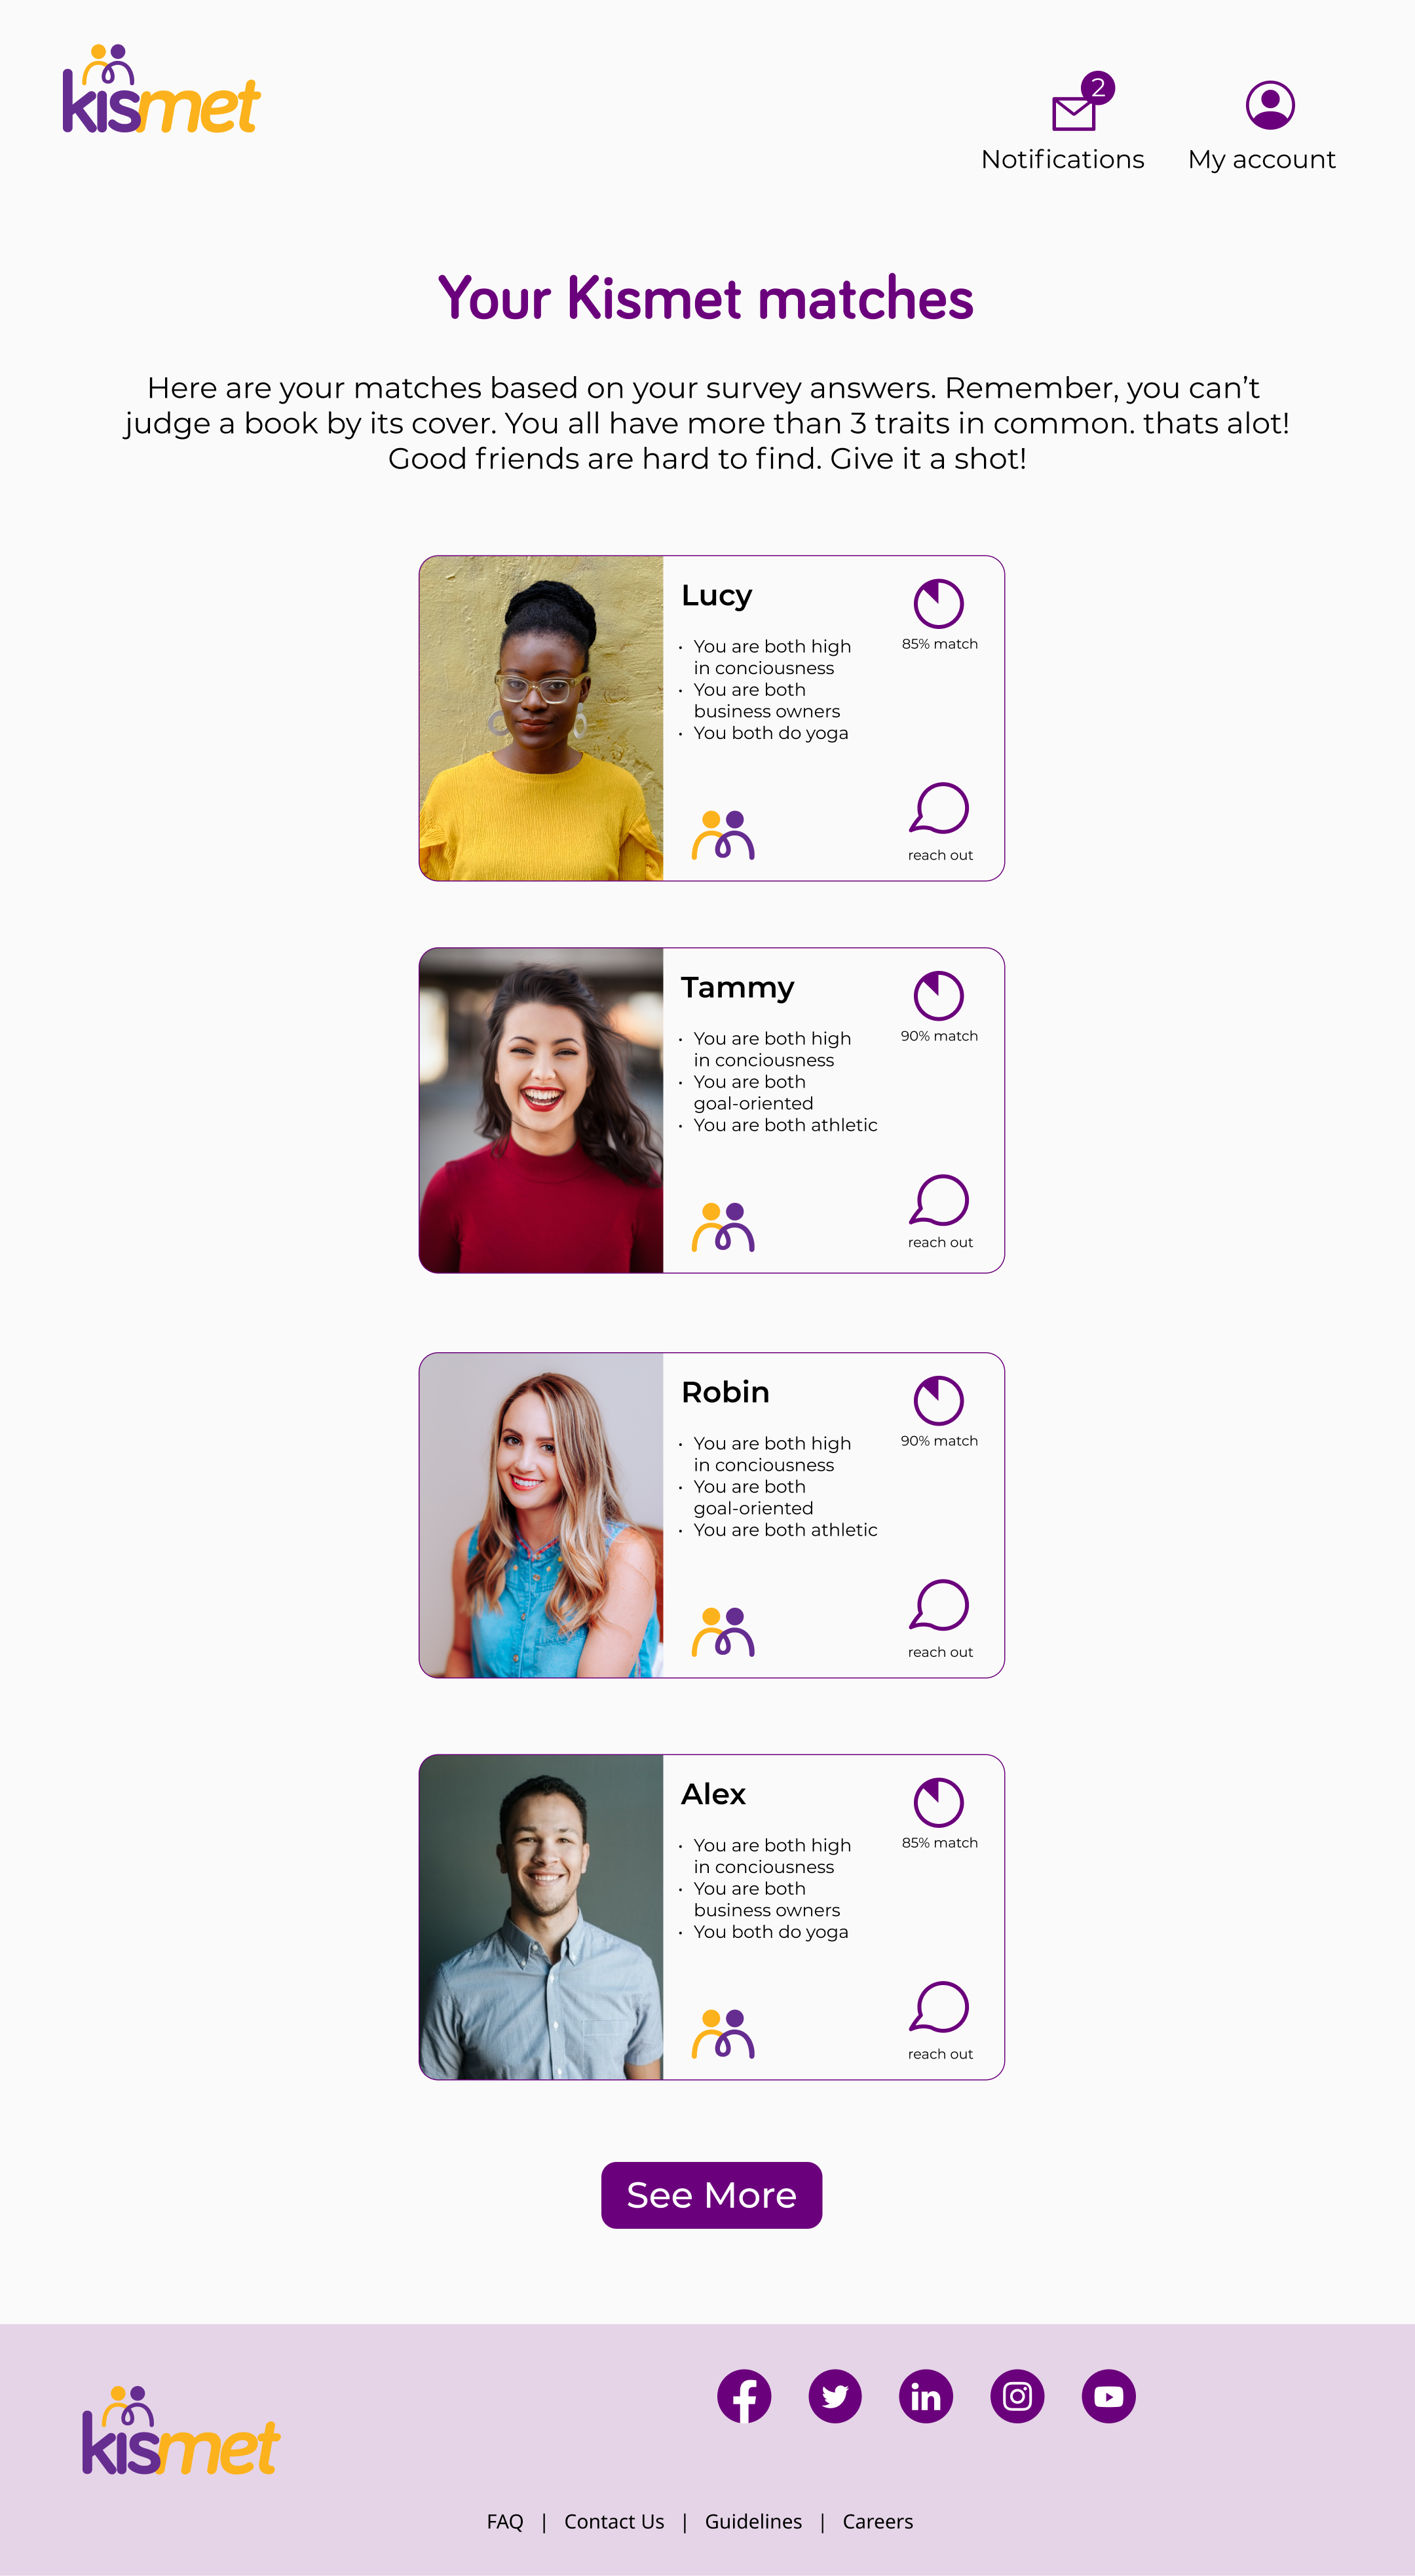 kismet
2
Notifications
My account
Your Kismet matches
Here are your matches based on your survey answers. Remember, you can’t
judge a book by its cover. You all have more than 3 traits in common. thats alot!
Good friends are hard to find. Give it a shot!
Lucy
85% match
• You are both high
in conciousness
• You are both
business owners
• You both do yoga
reach out
Tammy
90% match
• You are both high
in conciousness
• You are both
goal-oriented
• You are both athletic
reach out
Robin
90% match
• You are both high
in conciousness
• You are both
goal-oriented
• You are both athletic
reach out
Alex
85% match
• You are both high
in conciousness
• You are both
business owners
• You both do yoga
reach out
See More
kismet
in
FAQ | Contact Us | Guidelines | Careers